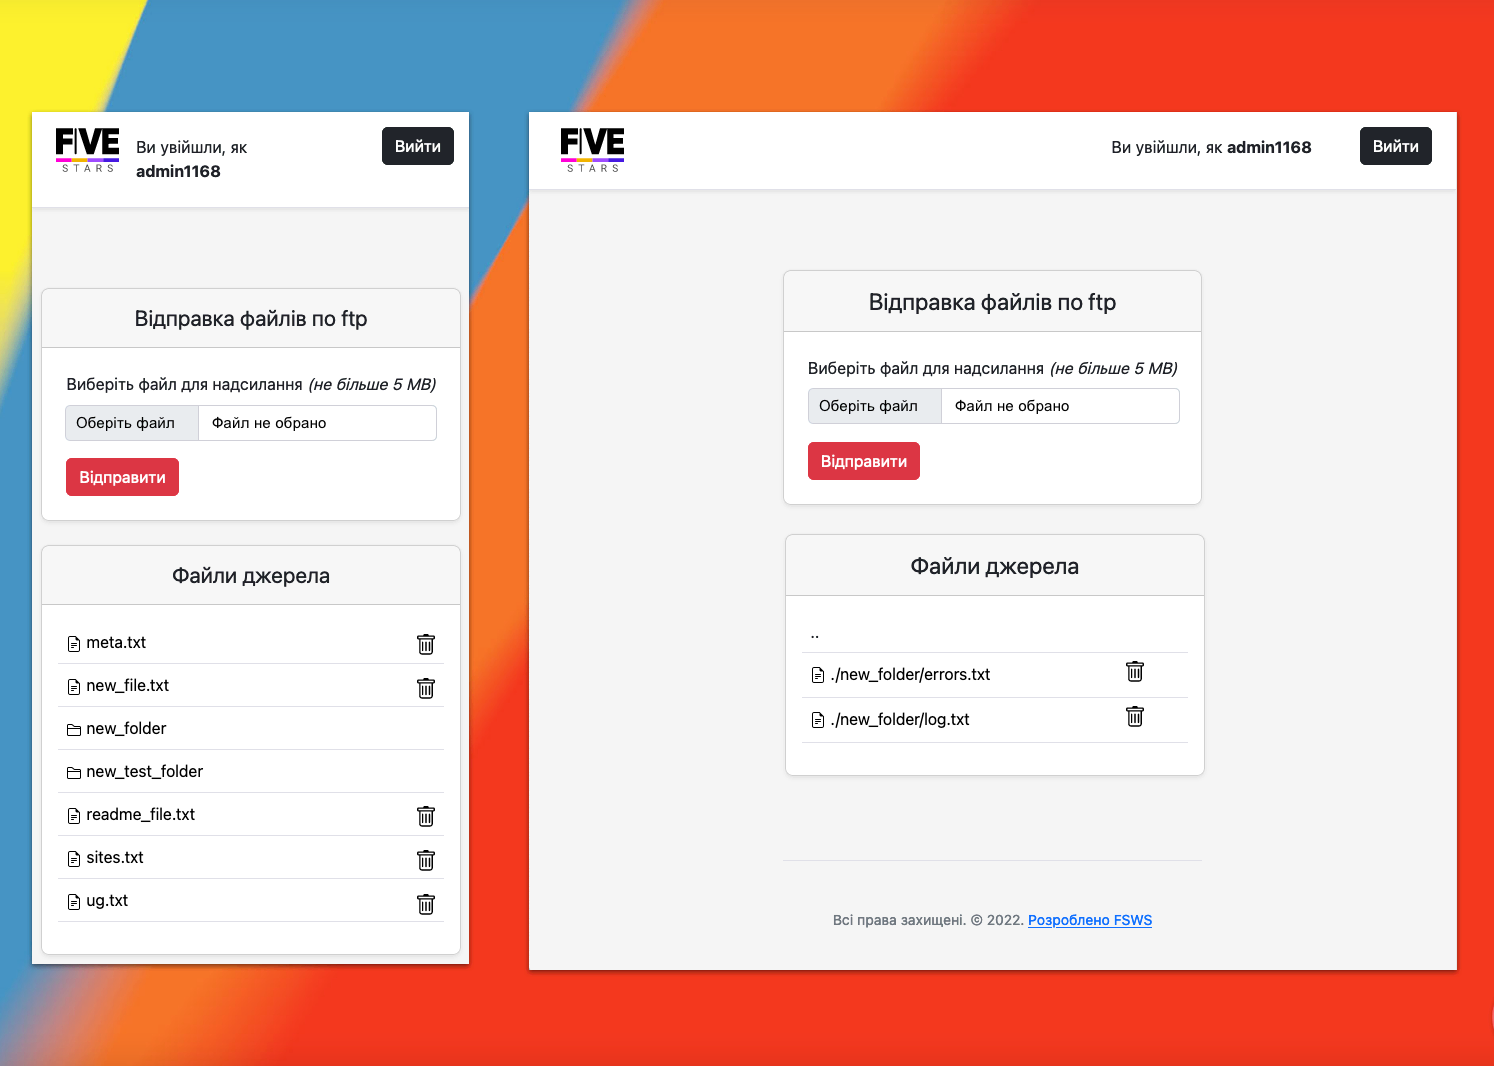 FIVE
STARS
Ви увійшли, як
admin1168
Вийти
Відправка файлів по ftp
Виберіть файл для надсилання (не більше 5 MB)
Оберіть файл
Файл не обрано
Відправити
Файли джерела
meta.txt
new_file.txt
new_folder
new_test_folder
readme_file.txt
sites.txt
ug.txt
FIVE
STARS
Ви увійшли, як admin1168
Вийти
Відправка файлів по ftp
Виберіть файл для надсилання (не більше 5 MB)
Оберіть файл
Файл не обрано
Відправити
Файли джерела
..
./new_folder/errors.txt
./new_folder/log.txt
Всі права захищені. © 2022. Розроблено FSWS